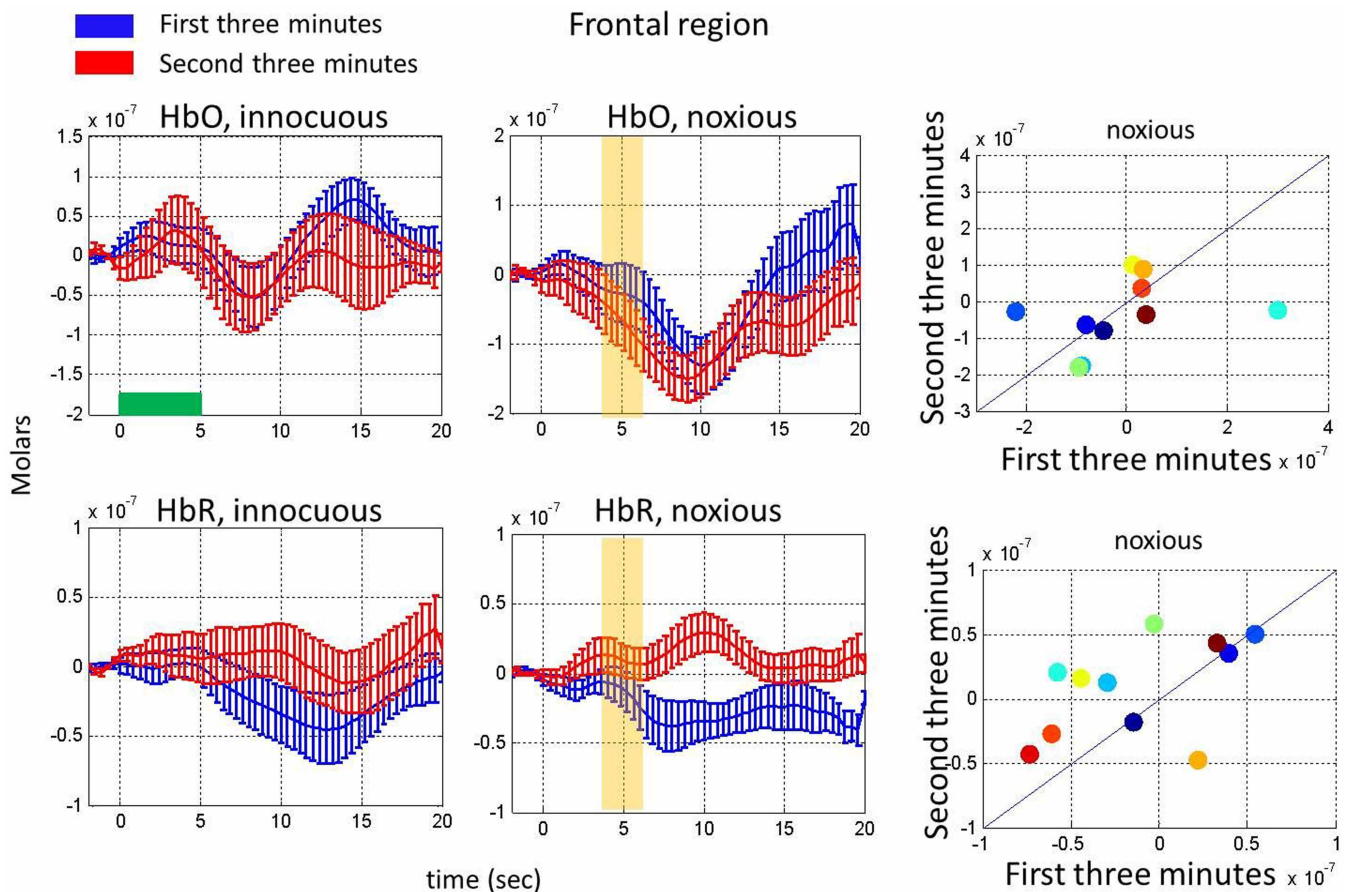 First three minutes
Second three minutes
Frontal region
HbO, innocuous
x 10-7
1.5
1
0.5
0
-0.5
-1
-1.5
-2
0 5 10 15 20
HbO, noxious
x 10-7
2
1
0
-1
-2
0 5 10 15 20
noxious
x 10-7
Second three minutes
4
3
2
1
0
-1
-2
-3
-2 0 2 4
First three minutes x 10-7
Molars
HbR, innocuous
x 10-7
1
0.5
0
-0.5
-1
0 5 10 15 20
HbR, noxious
x 10-7
1
0.5
0
-0.5
-1
0 5 10 15 20
noxious
x 10-7
Second three minutes
1
0.5
0
-0.5
-1
-1 -0.5 0 0.5 1
First three minutes x 10-7
time (sec)